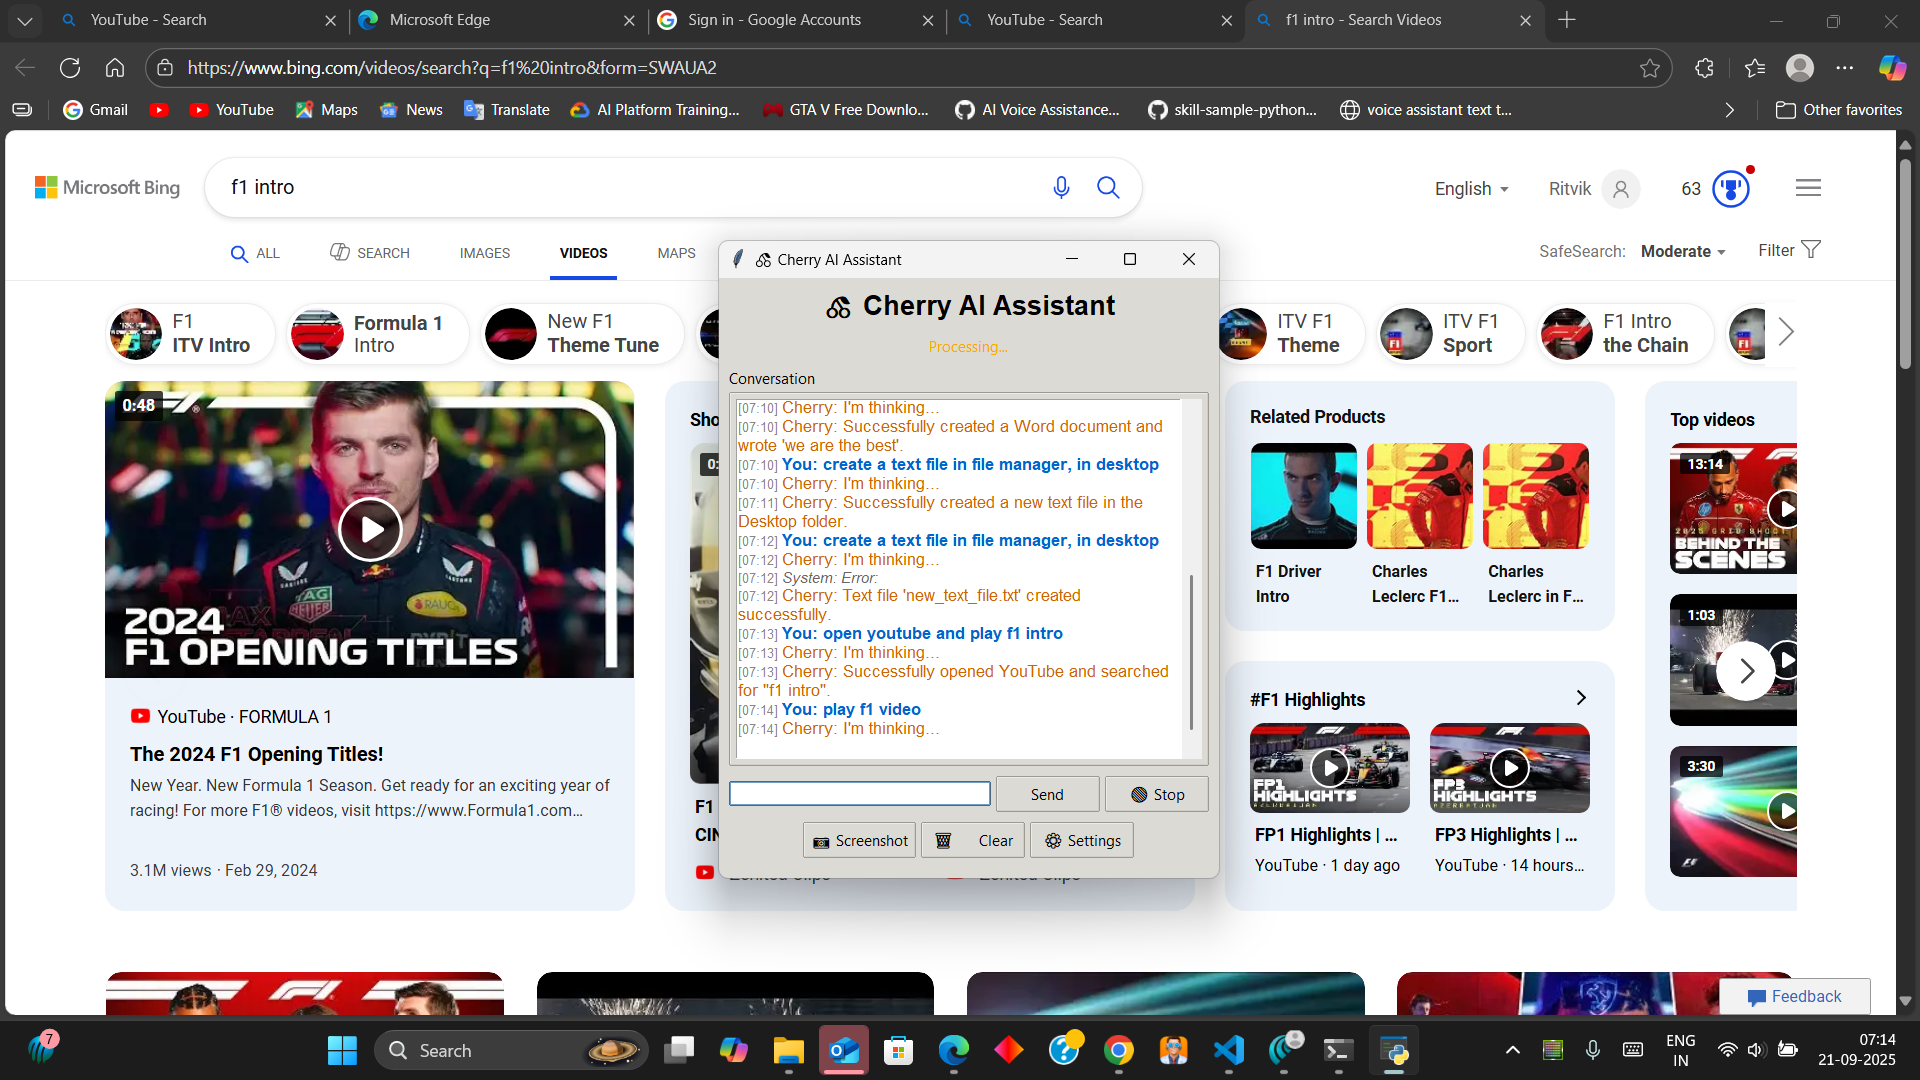 YouTube - Search
Microsoft Edge
Sign in - Google Accounts
YouTube - Search
f1 intro - Search Videos
https://www.bing.com/videos/search?q=f1%20intro&form=SWAUA2
Gmail
YouTube
Maps
News
Translate
AI Platform Training...
GTA V Free Downlo...
AI Voice Assistance...
skill-sample-python...
voice assistant text t...
Other favorites
Microsoft Bing
f1 intro
English
Ritvik
63
ALL
SEARCH
IMAGES
VIDEOS
MAPS
SafeSearch: Moderate
Filter
F1
ITV Intro
Formula 1
Intro
New F1
Theme Tune
ITV F1
Theme
ITV F1
Sport
F1 Intro
the Chain
0:48
2024
F1 OPENING TITLES
YouTube · FORMULA 1
The 2024 F1 Opening Titles!
New Year. New Formula 1 Season. Get ready for an exciting year of
racing! For more F1® videos, visit https://www.Formula1.com...
3.1M views · Feb 29, 2024
Sho
0:
F1
CIN
Cherry AI Assistant
Cherry AI Assistant
Processing...
Conversation
[07:10] Cherry: I'm thinking...
[07:10] Cherry: Successfully created a Word document and
wrote 'we are the best'.
[07:10] You: create a text file in file manager, in desktop
[07:10] Cherry: I'm thinking...
[07:11] Cherry: Successfully created a new text file in the
Desktop folder.
[07:12] You: create a text file in file manager, in desktop
[07:12] Cherry: I'm thinking...
[07:12] System: Error:
[07:12] Cherry: Text file 'new_text_file.txt' created
successfully.
[07:13] You: open youtube and play f1 intro
[07:13] Cherry: I'm thinking...
[07:13] Cherry: Successfully opened YouTube and searched
for "f1 intro".
[07:14] You: play f1 video
[07:14] Cherry: I'm thinking...
Send
Stop
Screenshot
Clear
Settings
Related Products
F1 Driver
Intro
Charles
Leclerc F1...
Charles
Leclerc in F...
#F1 Highlights
FP1
HIGHLIGHTS
FP1 Highlights | ...
YouTube · 1 day ago
FP3
HIGHLIGHTS
FP3 Highlights | ...
YouTube · 14 hours...
Top videos
13:14
BEHIND THE
SCENES
1:03
3:30
Feedback
7
Search
ENG
IN
07:14
21-09-2025